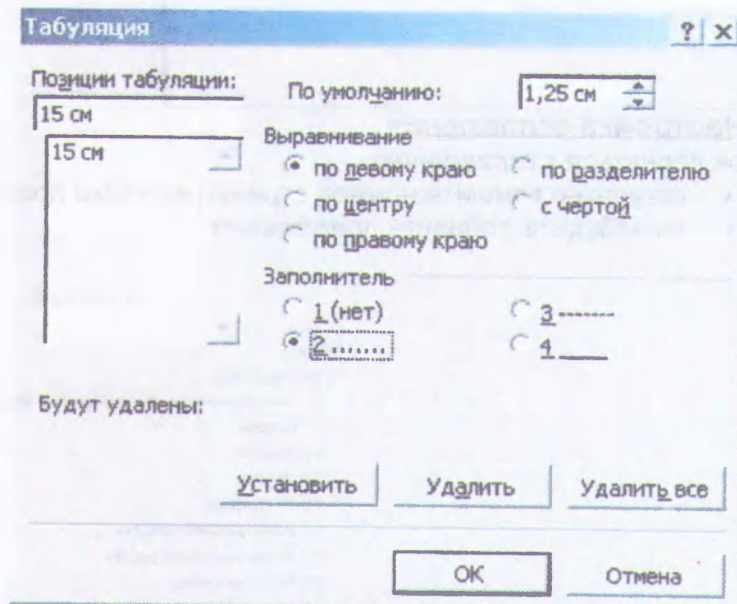 Табуляция ? ×
Позиции табуляции:
По умолчанию:
1,25 см
15 см
15 см
Выравнивание
по левому краю
по разделителю
по центру
с чертой
по правому краю
Заполнитель
1 (нет)
3 -------
2 .......
4 ____
Будут удалены:
Установить
Удалить
Удалить все
ОК
Отмена